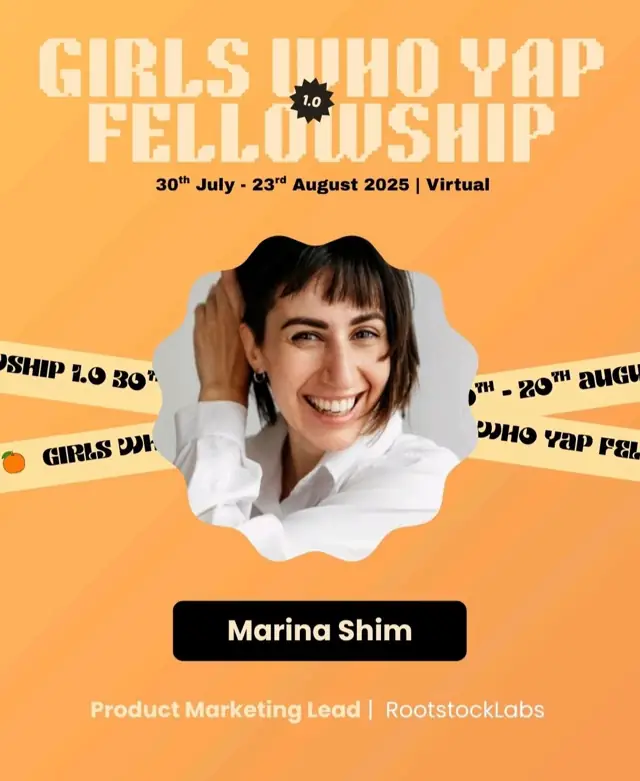 GIRLS WHO YAP
1.0
FELLOWSHIP
30th July - 23rd August 2025 | Virtual
SHIP 1.0 30
TH - 20TH AUGU
GIRLS WH
WHO YAP FEL
Marina Shim
Product Marketing Lead | RootstockLabs